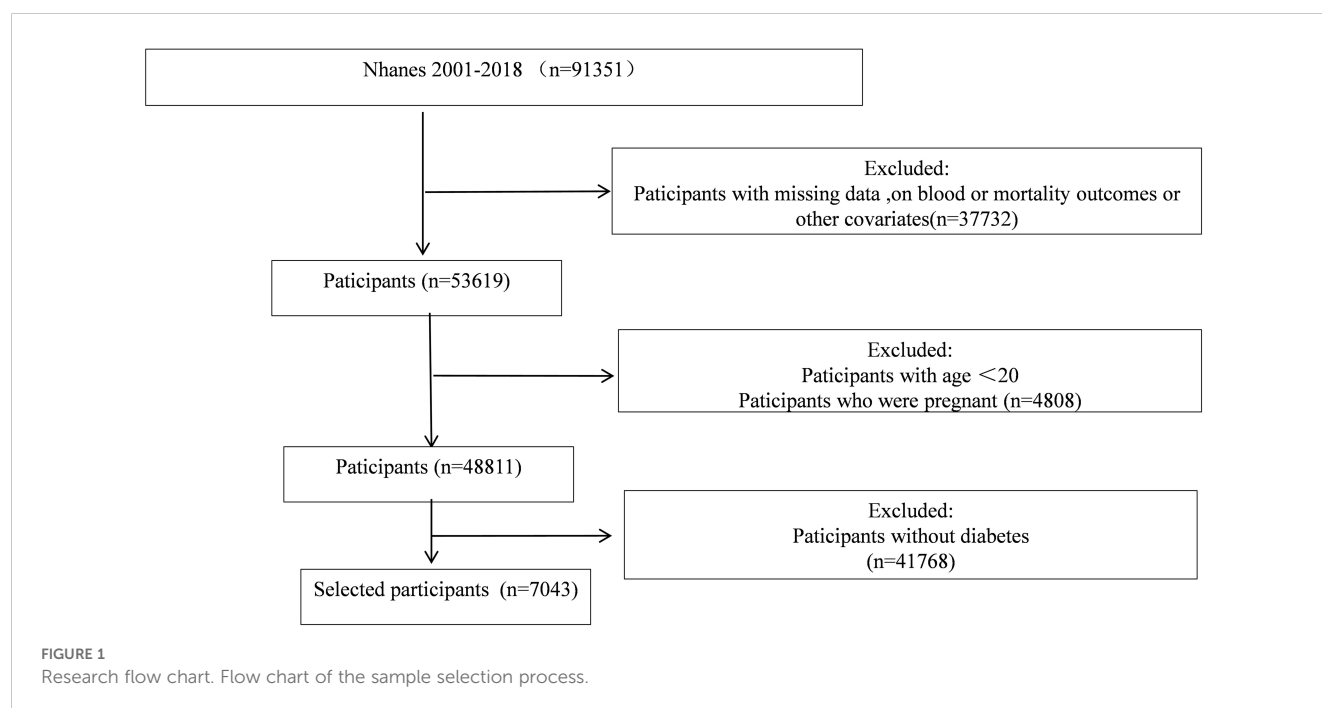 Nhanes 2001-2018 （n=91351）
Excluded:
Paticipants with missing data ,on blood or mortality outcomes or
other covariates(n=37732)
Paticipants (n=53619)
Excluded:
Paticipants with age ＜20
Paticipants who were pregnant (n=4808)
Paticipants (n=48811)
Excluded:
Paticipants without diabetes
(n=41768)
Selected participants (n=7043)
FIGURE 1
Research flow chart. Flow chart of the sample selection process.